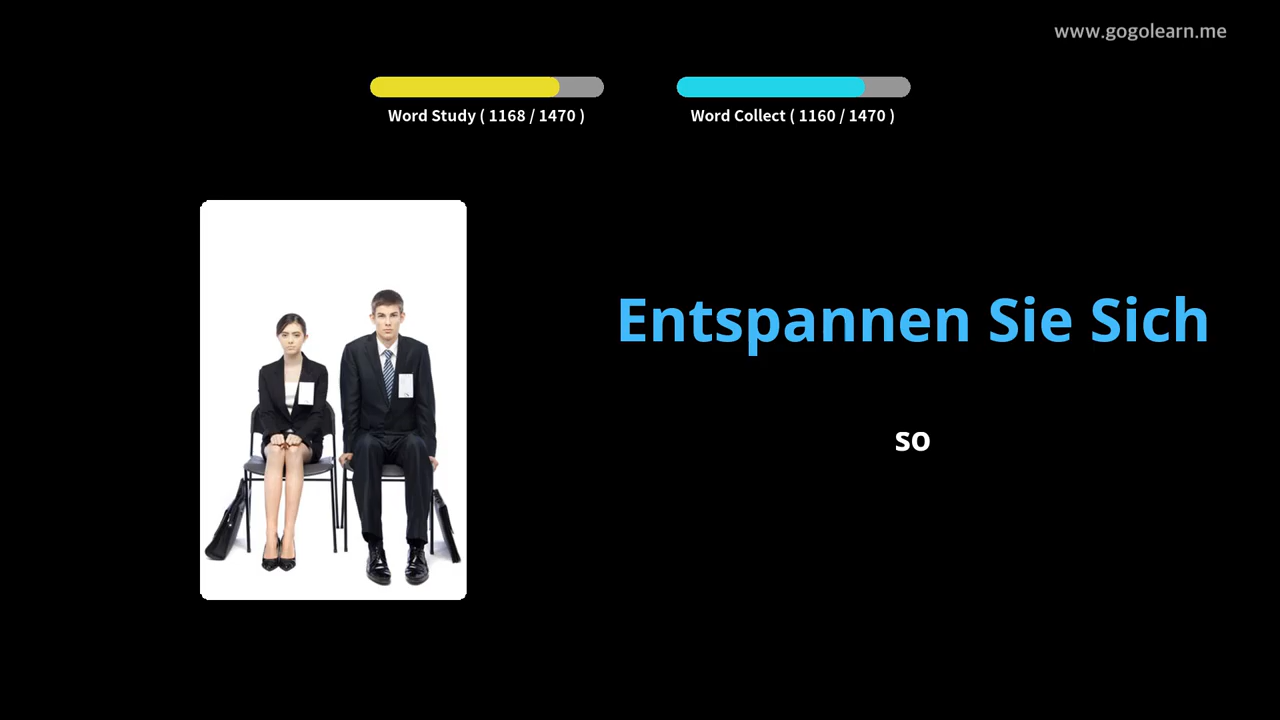 www.gogolearn.me
Word Study ( 1168 / 1470 )
Word Collect ( 1160 / 1470 )
Entspannen Sie Sich
so